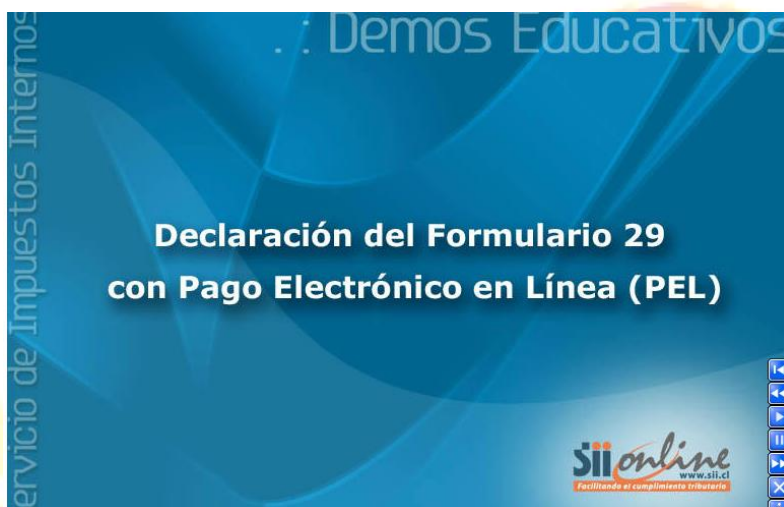 .: Demos Educativos
ervicio de Impuestos Internos
Declaración del Formulario 29
con Pago Electrónico en Línea (PEL)
Sii online
www.sii.cl
Facilitando el cumplimiento tributario